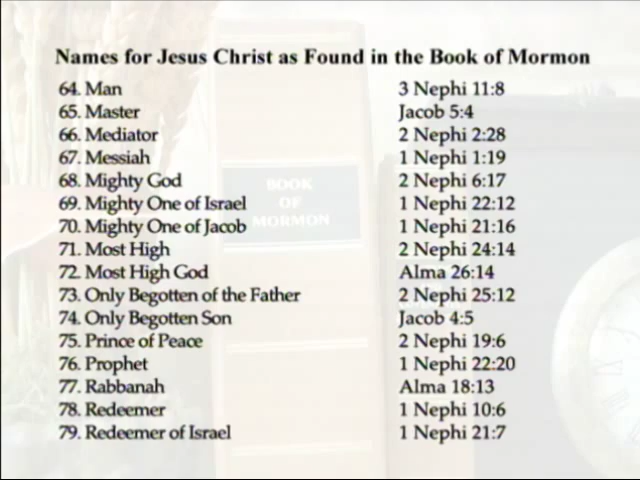 Names for Jesus Christ as Found in the Book of Mormon
64. Man 3 Nephi 11:8
65. Master Jacob 5:4
66. Mediator 2 Nephi 2:28
67. Messiah 1 Nephi 1:19
68. Mighty God 2 Nephi 6:17
69. Mighty One of Israel 1 Nephi 22:12
70. Mighty One of Jacob 1 Nephi 21:16
71. Most High 2 Nephi 24:14
72. Most High God Alma 26:14
73. Only Begotten of the Father 2 Nephi 25:12
74. Only Begotten Son Jacob 4:5
75. Prince of Peace 2 Nephi 19:6
76. Prophet 1 Nephi 22:20
77. Rabbanah Alma 18:13
78. Redeemer 1 Nephi 10:6
79. Redeemer of Israel 1 Nephi 21:7
BOOK
OF
MORMON